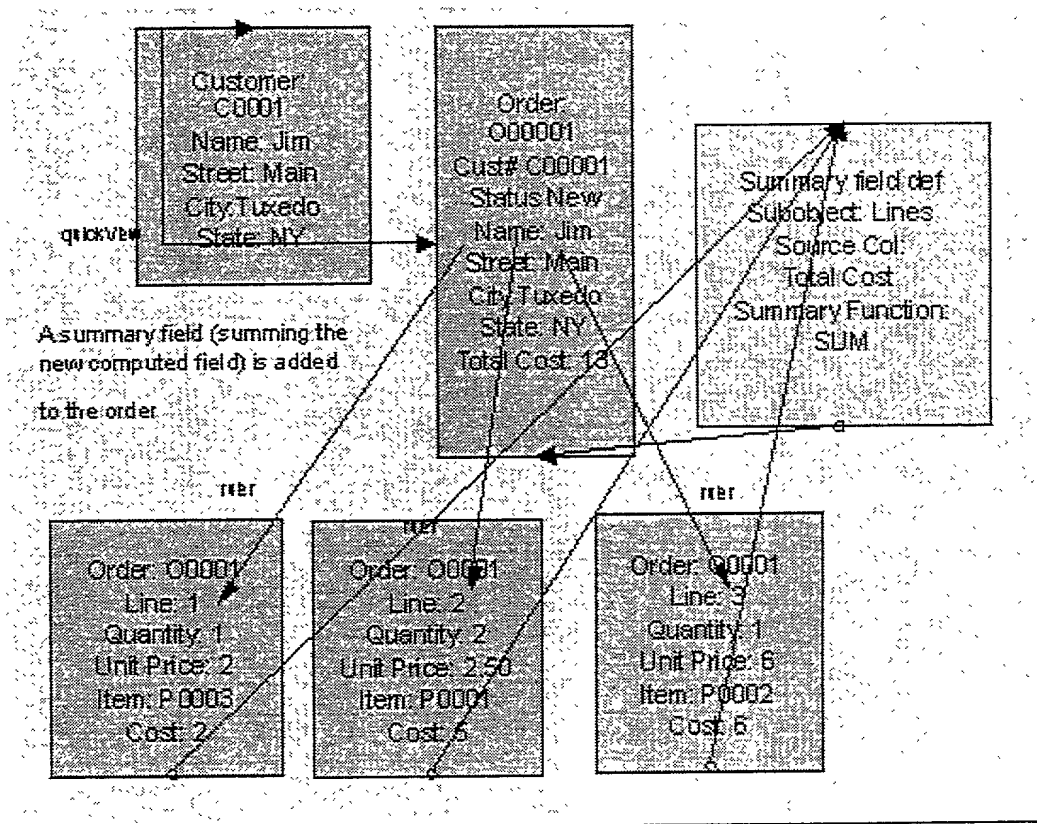 Customer:
C0001
Name: Jim
Street: Main
City:Tuxedo
State: NY
Order:
O00001
Cust# C00001
Status New
Name: Jim
Street: Main
City:Tuxedo
State: NY
Total Cost: 13
Summary field def
Subobject: Lines
Source Col:
Total Cost
Summary Function:
SUM
A summary field (summing the
new computed field) is added
to the order
Order: O0001
Line: 1
Quantity: 1
Unit Price: 2
Item: P0003
Cost: 2
Order: O0001
Line: 2
Quantity: 2
Unit Price: 2.50
Item: P0001
Cost: 5
Order: O0001
Line: 3
Quantity: 1
Unit Price: 6
Item: P0002
Cost: 6